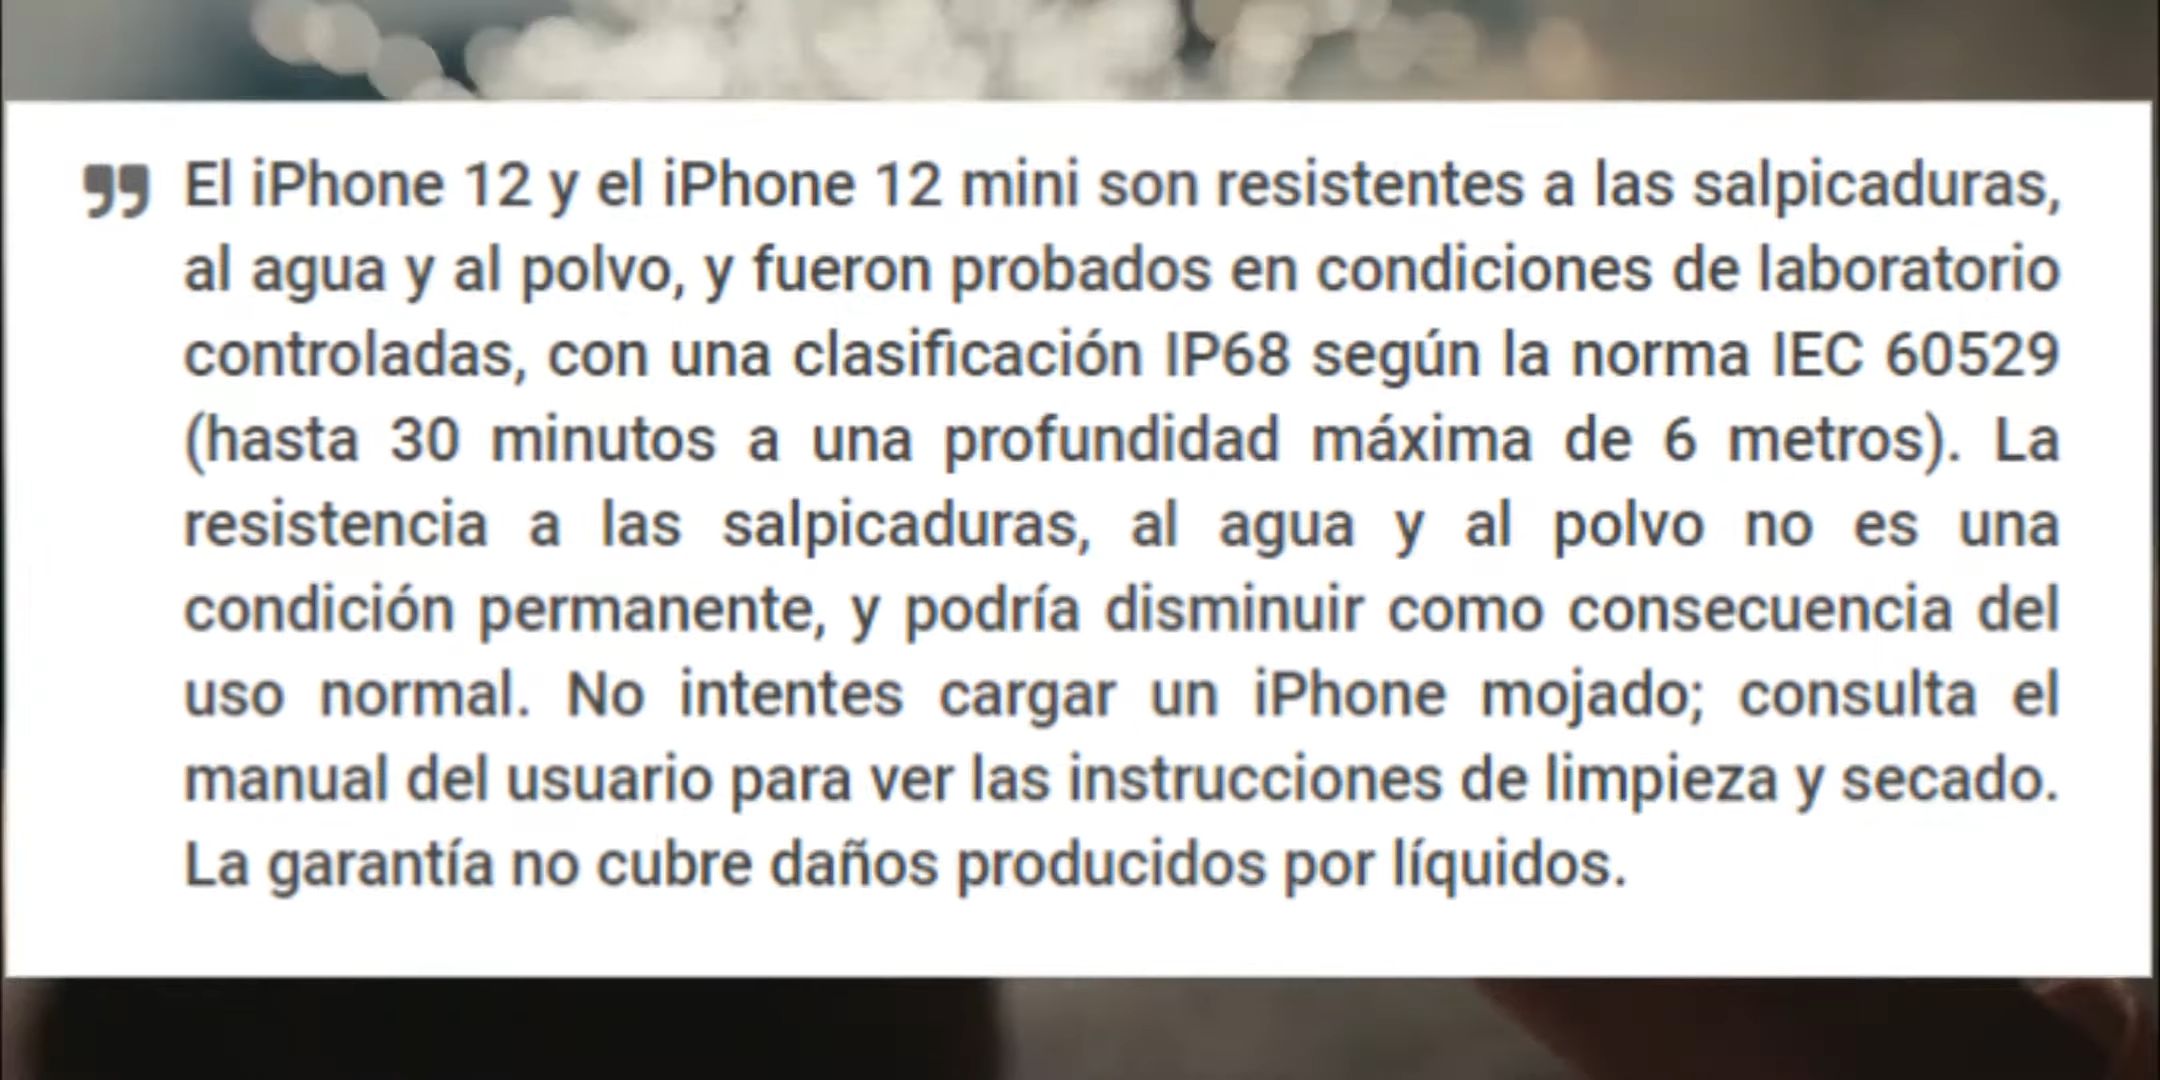 ” El iPhone 12 y el iPhone 12 mini son resistentes a las salpicaduras,
al agua y al polvo, y fueron probados en condiciones de laboratorio
controladas, con una clasificación IP68 según la norma IEC 60529
(hasta 30 minutos a una profundidad máxima de 6 metros). La
resistencia a las salpicaduras, al agua y al polvo no es una
condición permanente, y podría disminuir como consecuencia del
uso normal. No intentes cargar un iPhone mojado; consulta el
manual del usuario para ver las instrucciones de limpieza y secado.
La garantía no cubre daños producidos por líquidos.